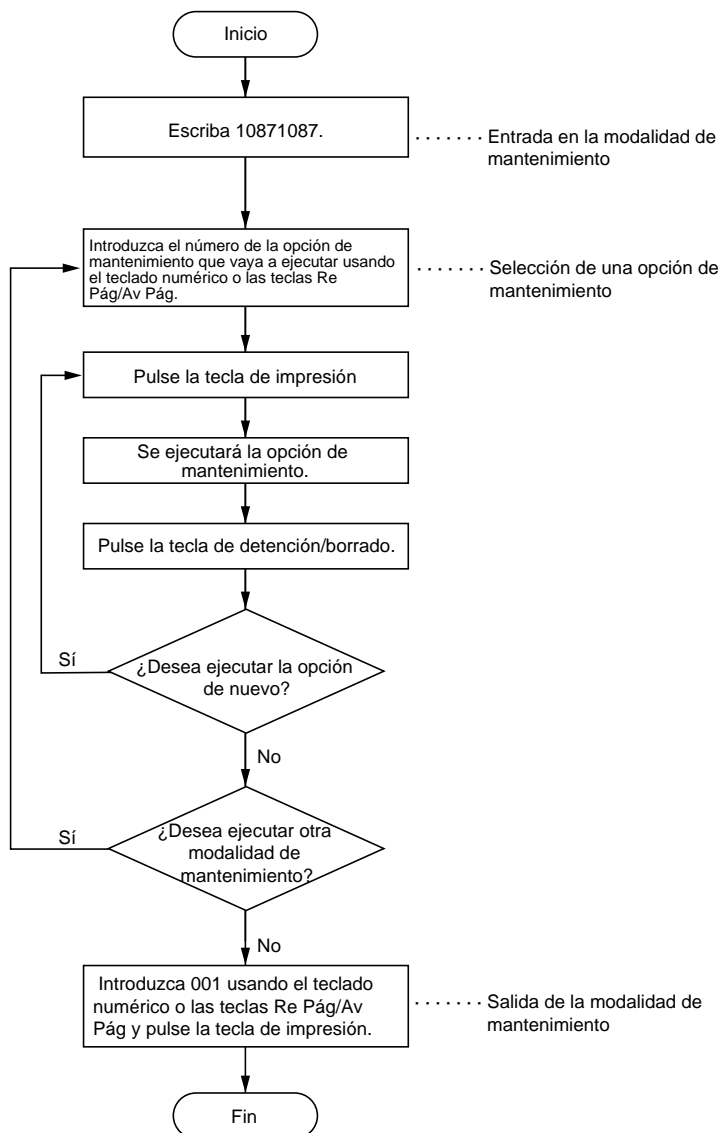 Inicio
Escriba 10871087.
Entrada en la modalidad de
mantenimiento
Introduzca el número de la opción de
mantenimiento que vaya a ejecutar usando
el teclado numérico o las teclas Re
Pág/Av Pág.
Selección de una opción de
mantenimiento
Pulse la tecla de impresión
Se ejecutará la opción de
mantenimiento.
Pulse la tecla de detención/borrado.
¿Desea ejecutar la opción
de nuevo?
Sí
No
¿Desea ejecutar otra
modalidad de
mantenimiento?
Sí
No
Introduzca 001 usando el teclado
numérico o las teclas Re Pág/Av
Pág y pulse la tecla de impresión.
Salida de la modalidad de
mantenimiento
Fin